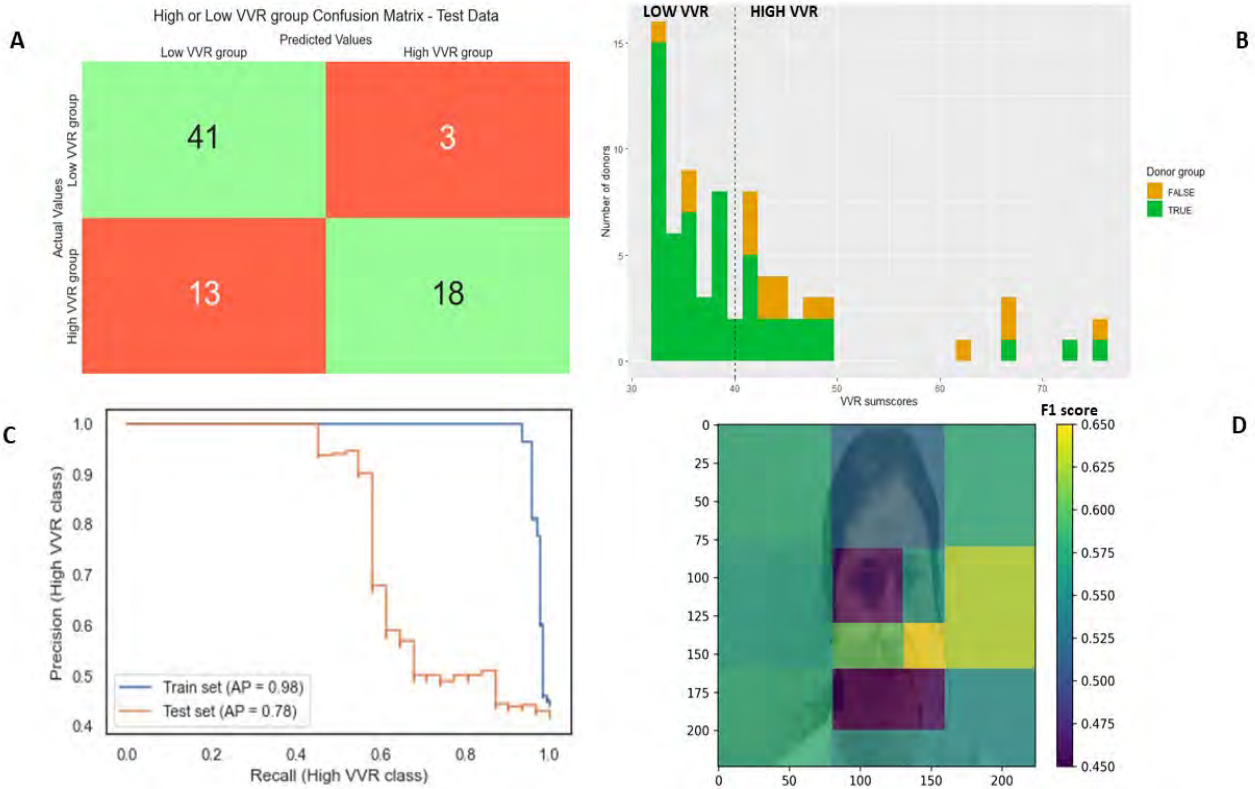 A
High or Low VVR group Confusion Matrix - Test Data
Predicted Values
Low VVR group
High VVR group
Actual Values
Low VVR group
High VVR group
41
3
13
18
B
LOW VVR
HIGH VVR
Number of donors
15
10
5
0
30
40
50
60
70
VVR sumscores
Donor group
FALSE
TRUE
C
Precision (High VVR class)
1.0
0.9
0.8
0.7
0.6
0.5
0.4
Train set (AP = 0.98)
Test set (AP = 0.78)
0.0
0.2
0.4
0.6
0.8
1.0
Recall (High VVR class)
D
F1 score
0
25
50
75
100
125
150
175
200
0
50
100
150
200
0.650
0.625
0.600
0.575
0.550
0.525
0.500
0.475
0.450